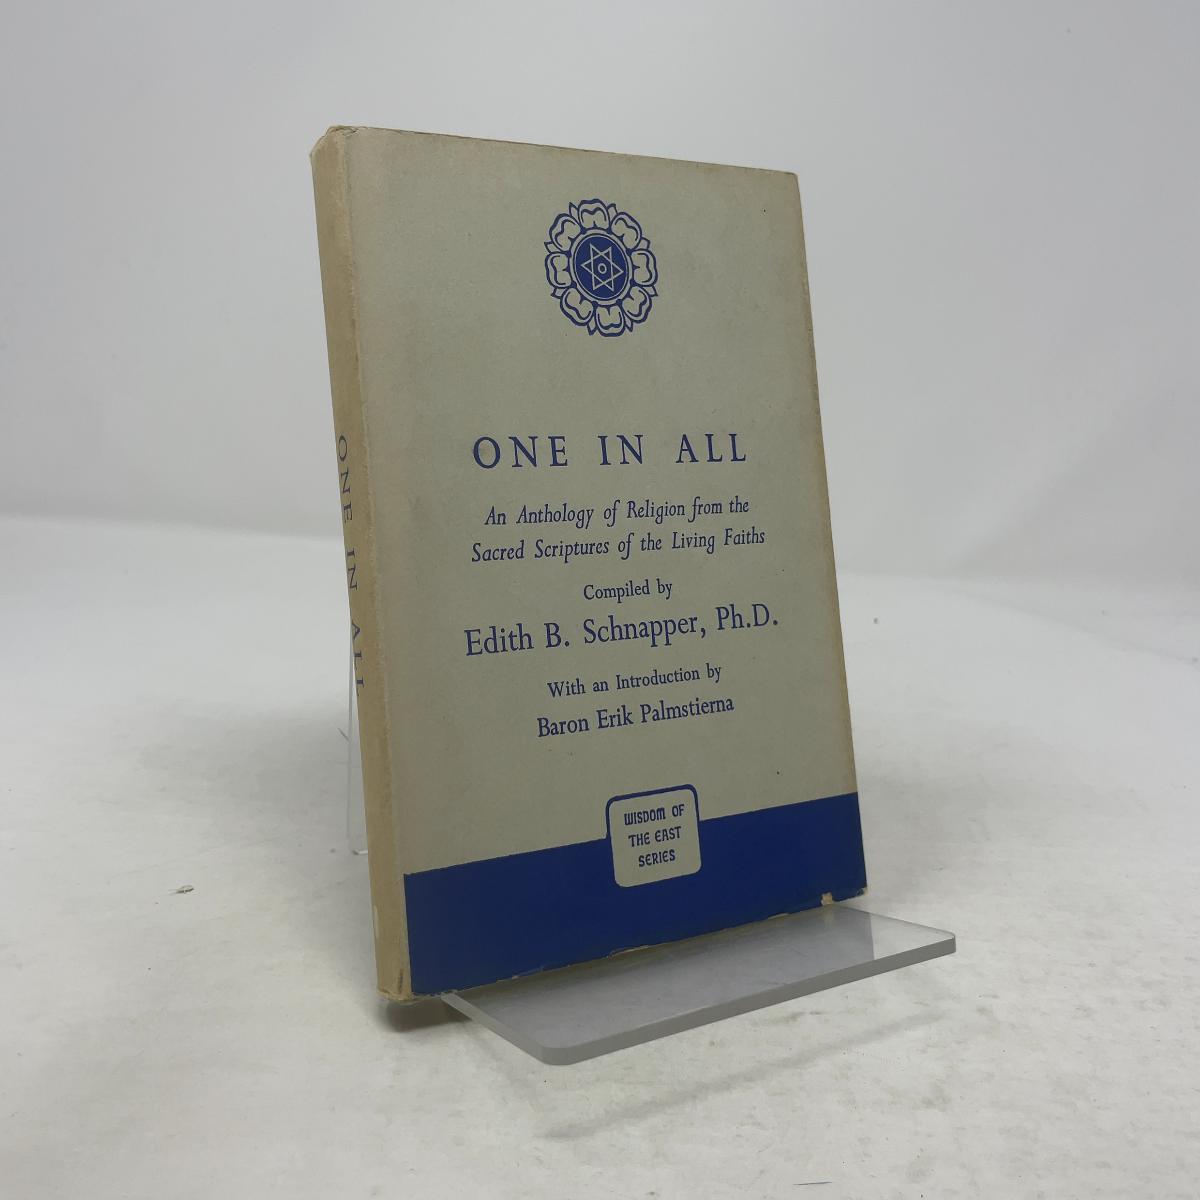 ONE IN ALL
An Anthology of Religion from the
Sacred Scriptures of the Living Faiths
Compiled by
Edith B. Schnapper, Ph.D.
With an Introduction by
Baron Erik Palmstierna
WISDOM OF
THE EAST
SERIES
ONE IN ALL